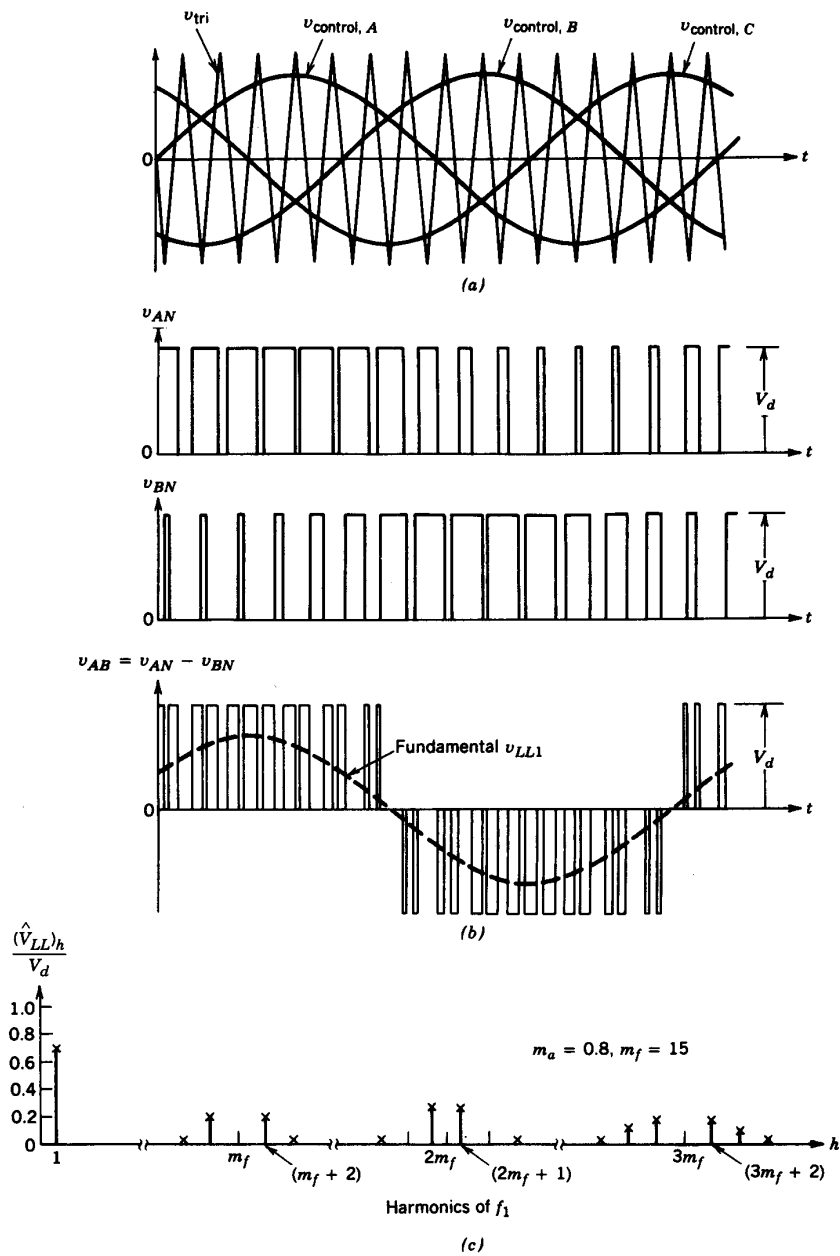 v_tri
v_control, A
v_control, B
v_control, C
0
t
(a)
v_AN
V_d
0
t
v_BN
V_d
0
t
v_AB = v_AN − v_BN
Fundamental v_LL1
V_d
0
t
(b)
(V̂_LL)_h
V_d
1.0
0.8
0.6
0.4
0.2
0
m_a = 0.8, m_f = 15
1
m_f
(m_f + 2)
2m_f
(2m_f + 1)
3m_f
(3m_f + 2)
h
Harmonics of f_1
(c)